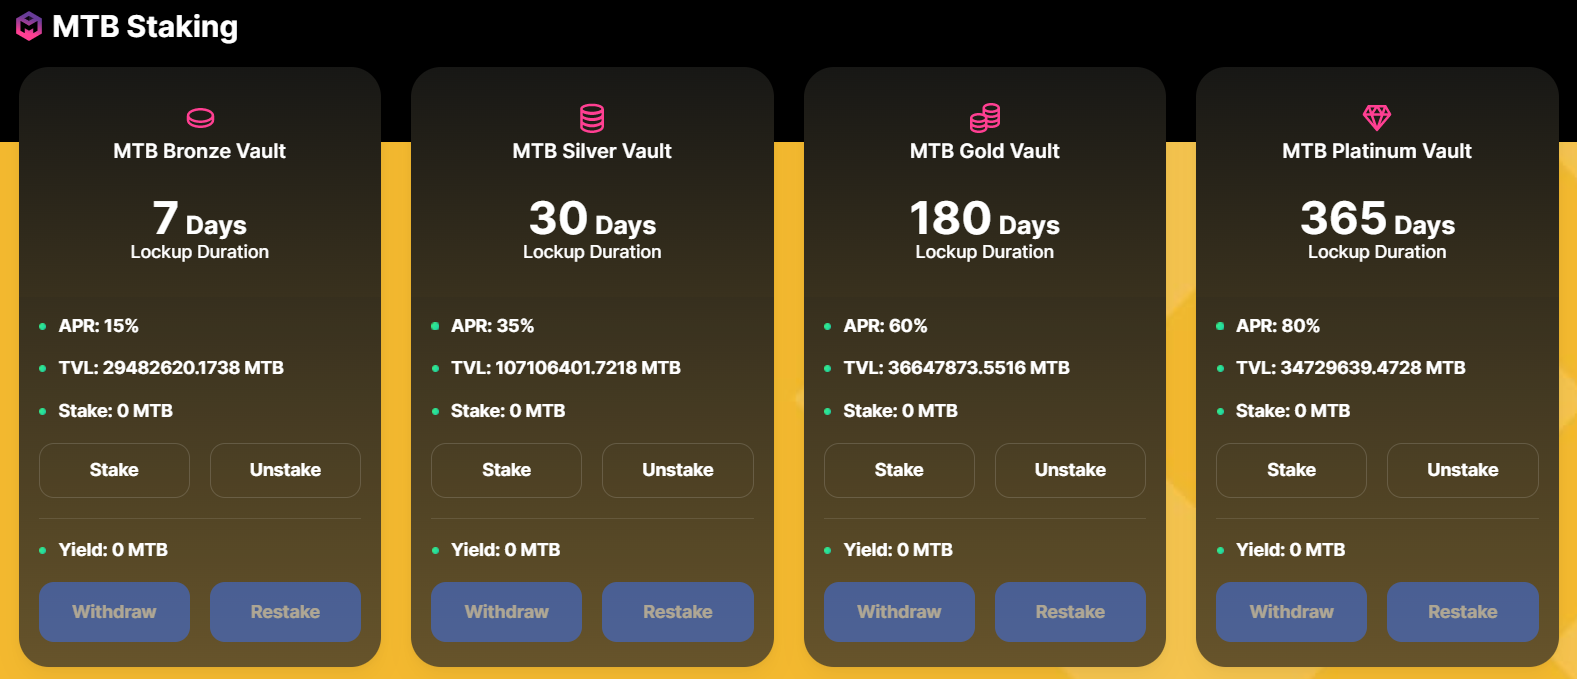 MTB Staking
MTB Bronze Vault
7 Days
Lockup Duration
APR: 15%
TVL: 29482620.1738 MTB
Stake: 0 MTB
Stake Unstake
Yield: 0 MTB
Withdraw Restake
MTB Silver Vault
30 Days
Lockup Duration
APR: 35%
TVL: 107106401.7218 MTB
Stake: 0 MTB
Stake Unstake
Yield: 0 MTB
Withdraw Restake
MTB Gold Vault
180 Days
Lockup Duration
APR: 60%
TVL: 36647873.5516 MTB
Stake: 0 MTB
Stake Unstake
Yield: 0 MTB
Withdraw Restake
MTB Platinum Vault
365 Days
Lockup Duration
APR: 80%
TVL: 34729639.4728 MTB
Stake: 0 MTB
Stake Unstake
Yield: 0 MTB
Withdraw Restake